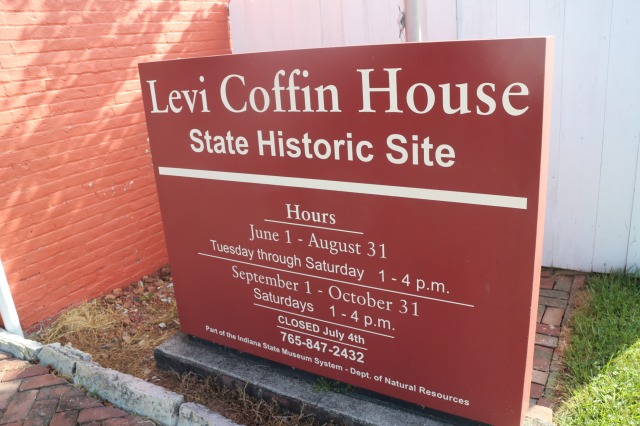 Levi Coffin House
State Historic Site
Hours
June 1 - August 31
Tuesday through Saturday 1 - 4 p.m.
September 1 - October 31
Saturdays 1 - 4 p.m.
CLOSED July 4th
765-847-2432
Part of the Indiana State Museum System - Dept. of Natural Resources